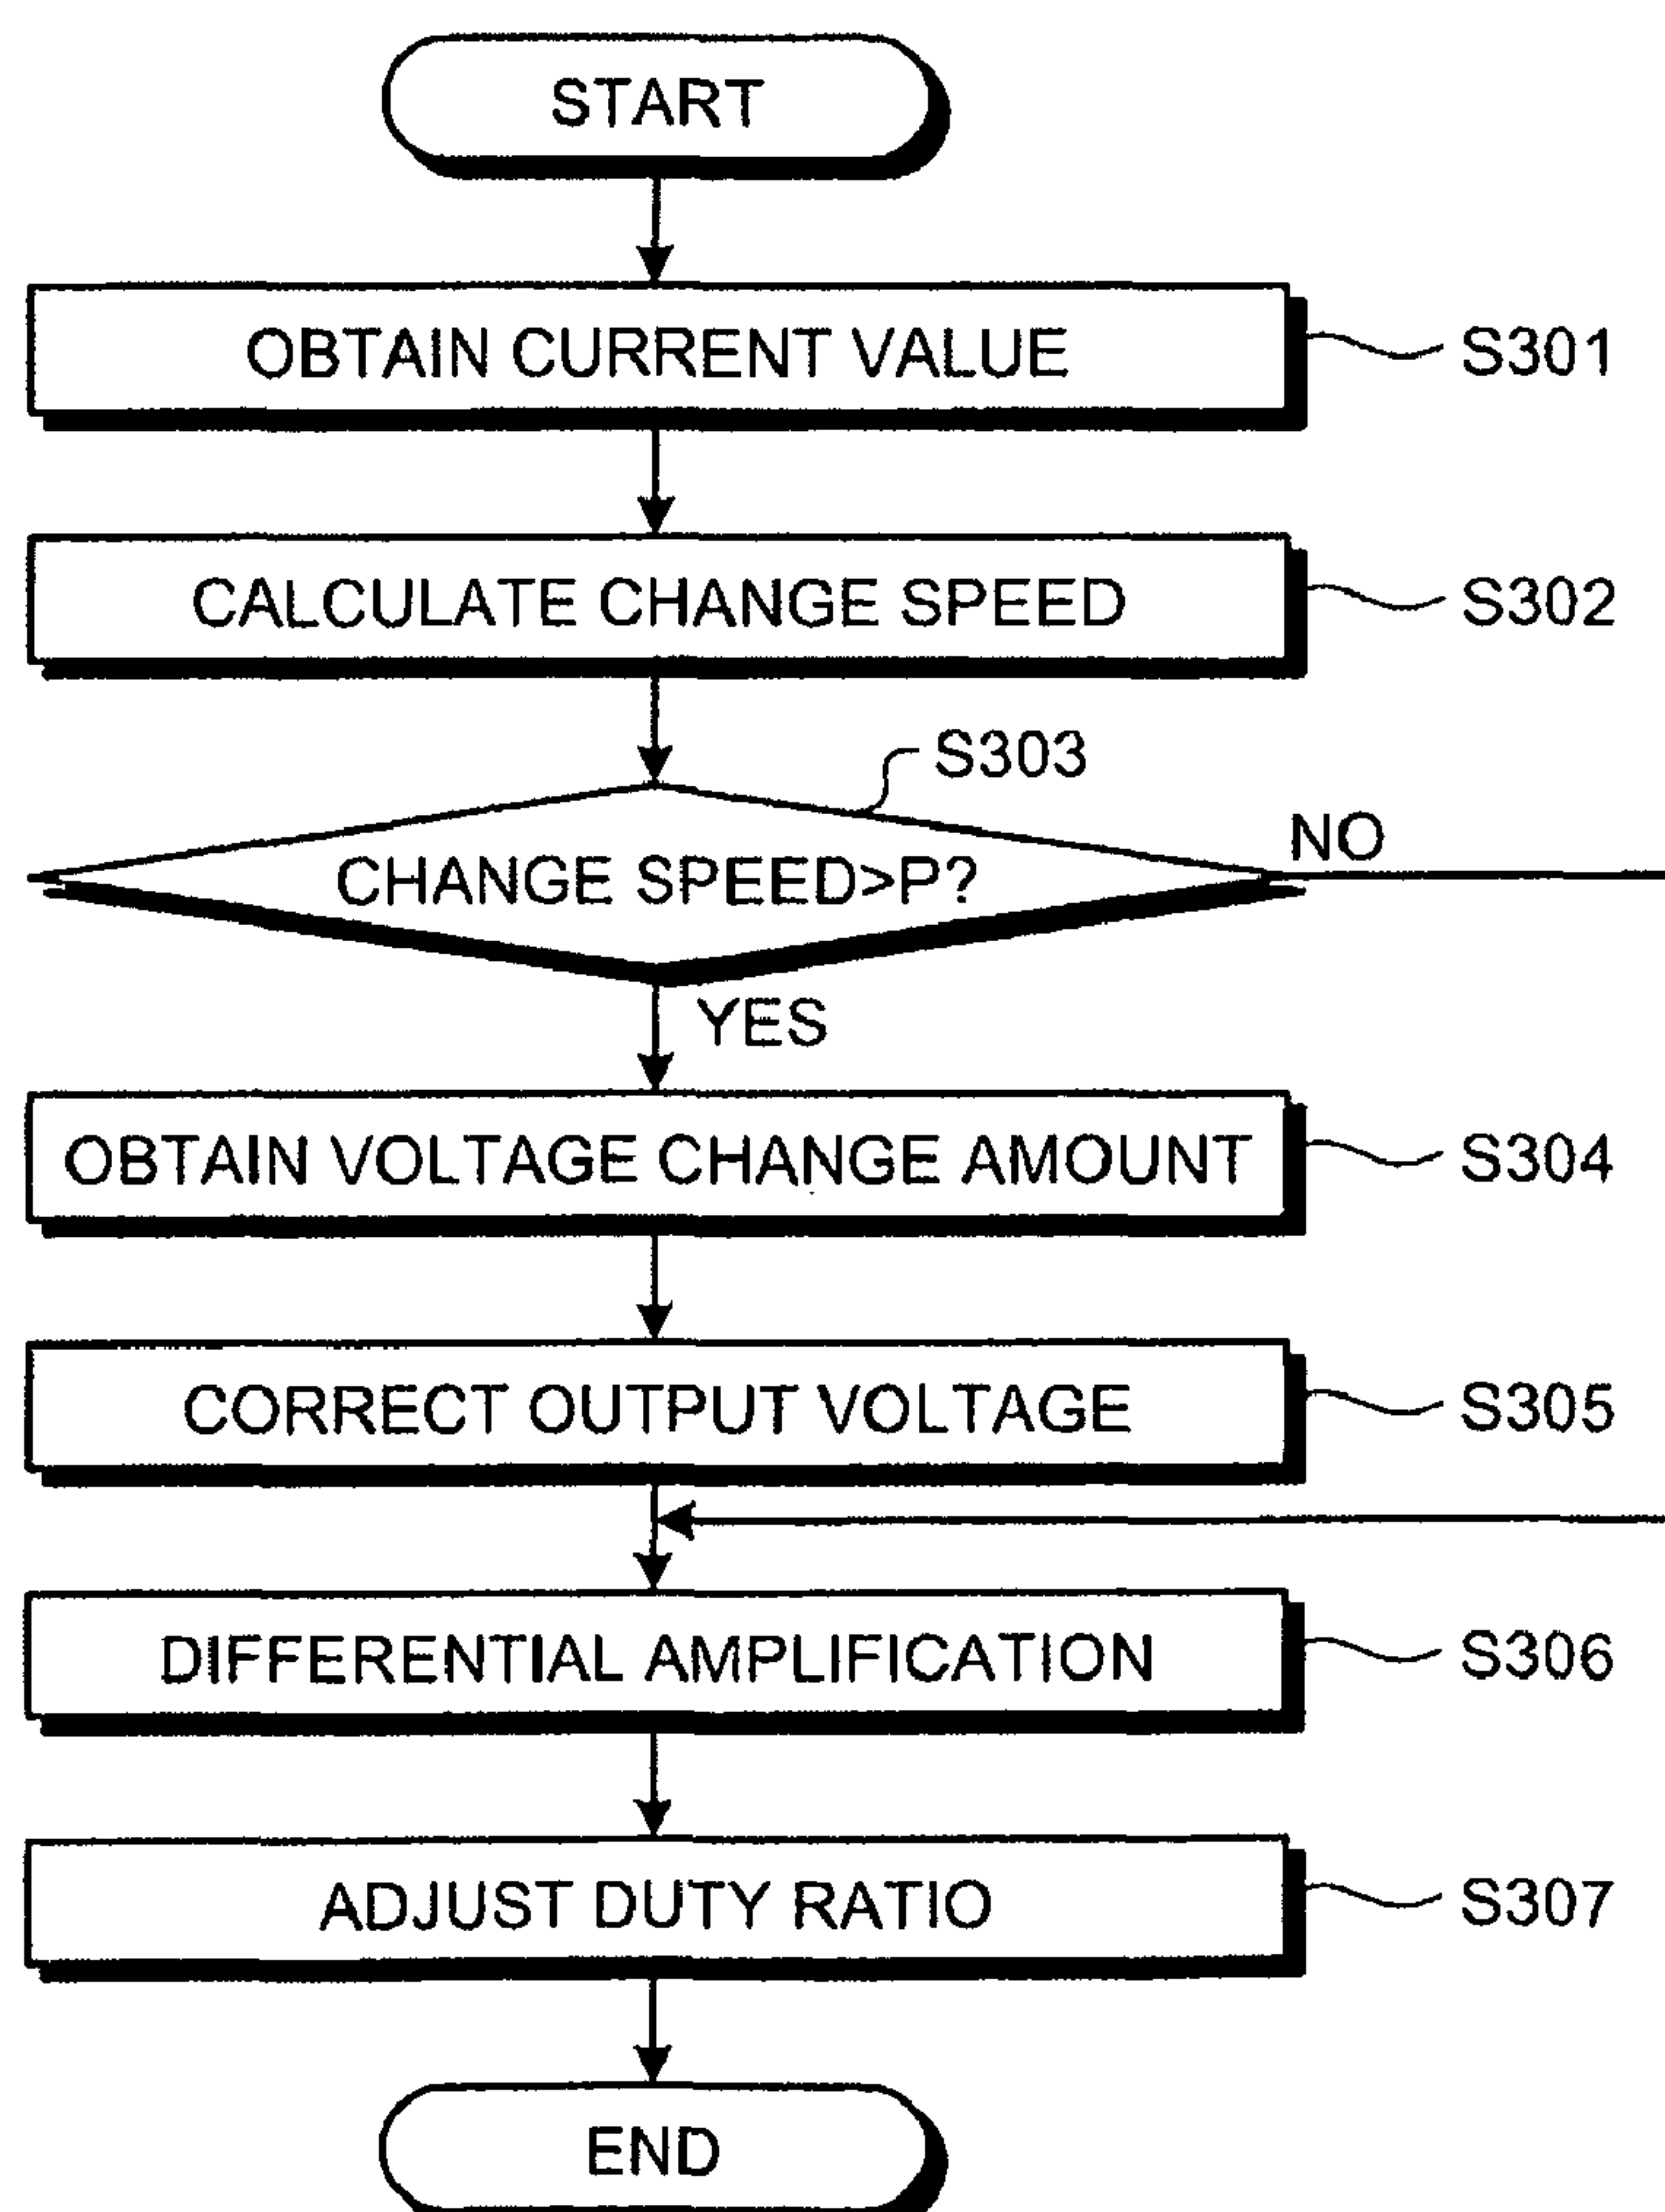 START
OBTAIN CURRENT VALUE
S301
CALCULATE CHANGE SPEED
S302
S303
CHANGE SPEED>P?
NO
YES
OBTAIN VOLTAGE CHANGE AMOUNT
S304
CORRECT OUTPUT VOLTAGE
S305
DIFFERENTIAL AMPLIFICATION
S306
ADJUST DUTY RATIO
S307
END